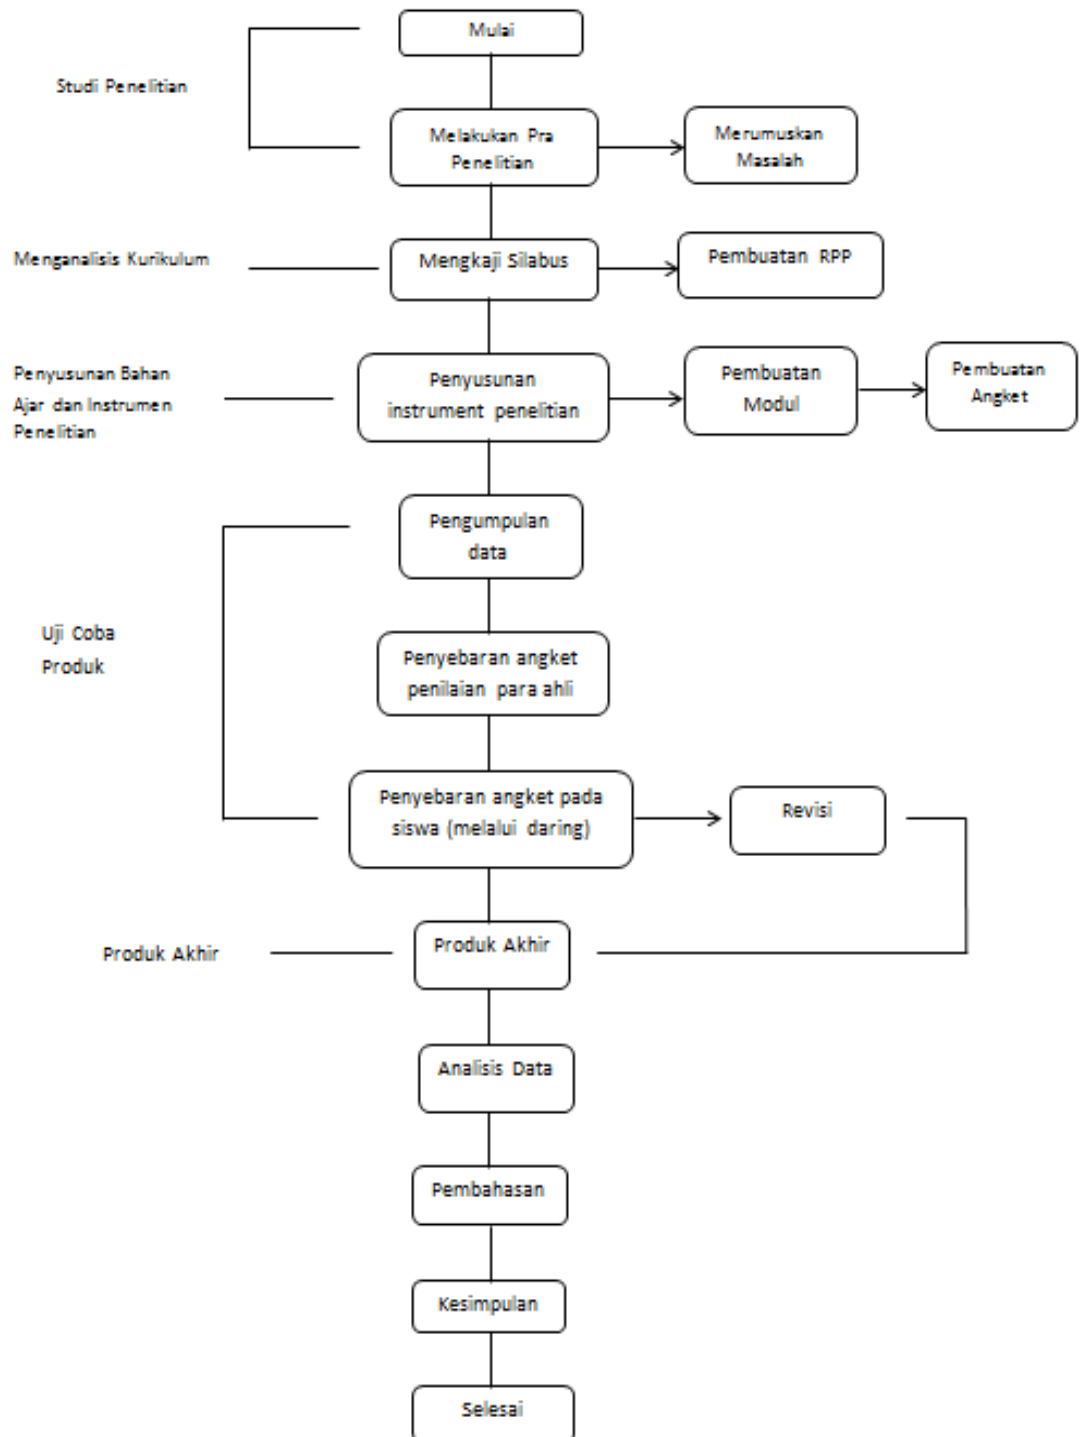 Mulai
Studi Penelitian
Melakukan Pra
Penelitian
Merumuskan
Masalah
Menganalisis Kurikulum
Mengkaji Silabus
Pembuatan RPP
Penyusunan Bahan
Ajar dan Instrumen
Penelitian
Penyusunan
instrument penelitian
Pembuatan
Modul
Pembuatan
Angket
Pengumpulan
data
Uji Coba
Produk
Penyebaran angket
penilaian para ahli
Penyebaran angket pada
siswa (melalui daring)
Revisi
Produk Akhir
Produk Akhir
Analisis Data
Pembahasan
Kesimpulan
Selesai